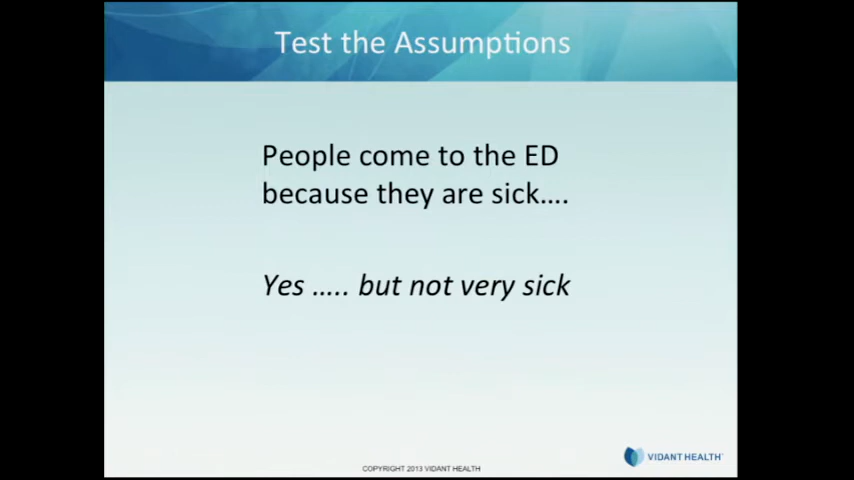 Test the Assumptions
People come to the ED
because they are sick....
Yes ..... but not very sick
VIDANT HEALTH
COPYRIGHT 2013 VIDANT HEALTH